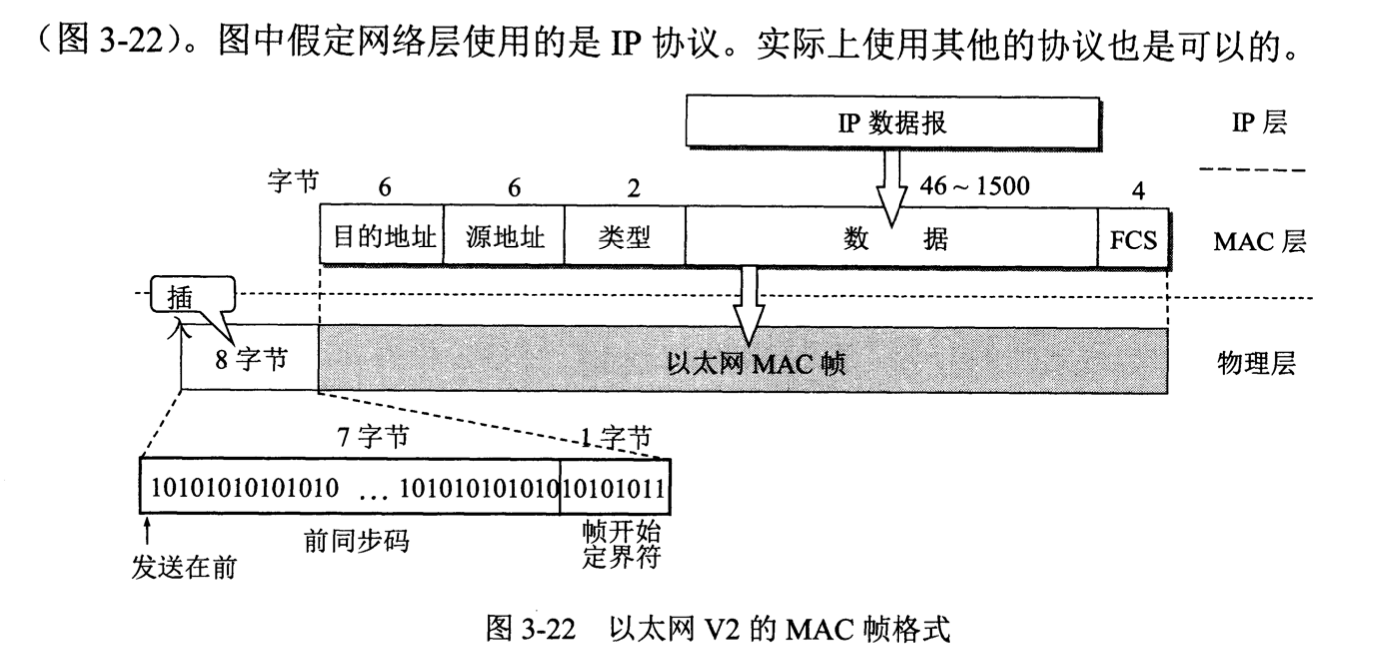 （图 3-22）。图中假定网络层使用的是 IP 协议。实际上使用其他的协议也是可以的。
IP 数据报
IP 层
字节
6
6
2
46 ~ 1500
4
目的地址
源地址
类型
数 据
FCS
MAC 层
插入
8 字节
以太网 MAC 帧
物理层
7 字节
1 字节
10101010101010 … 101010101010
10101011
发送在前
前同步码
帧开始
定界符
图 3-22 以太网 V2 的 MAC 帧格式